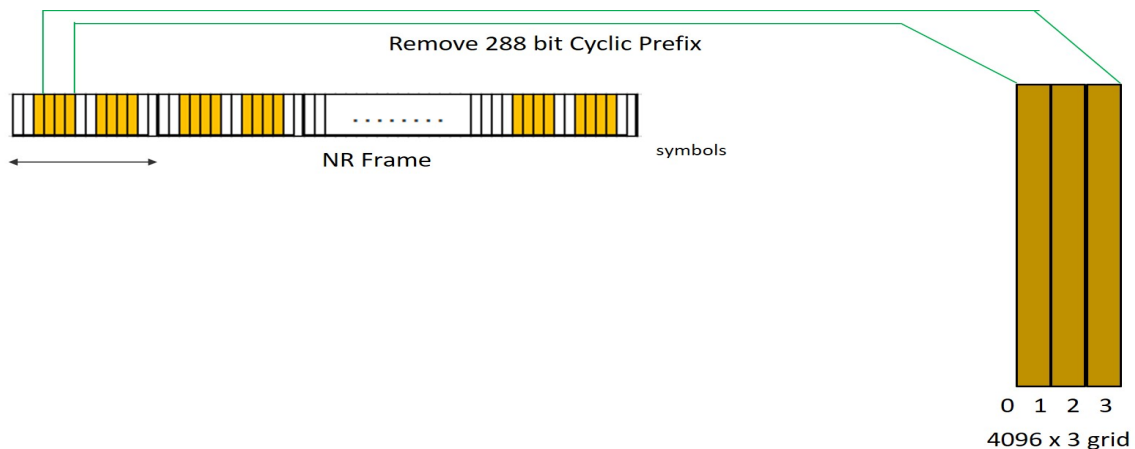 Remove 288 bit Cyclic Prefix
........
NR Frame
symbols
0 1 2 3
4096 x 3 grid